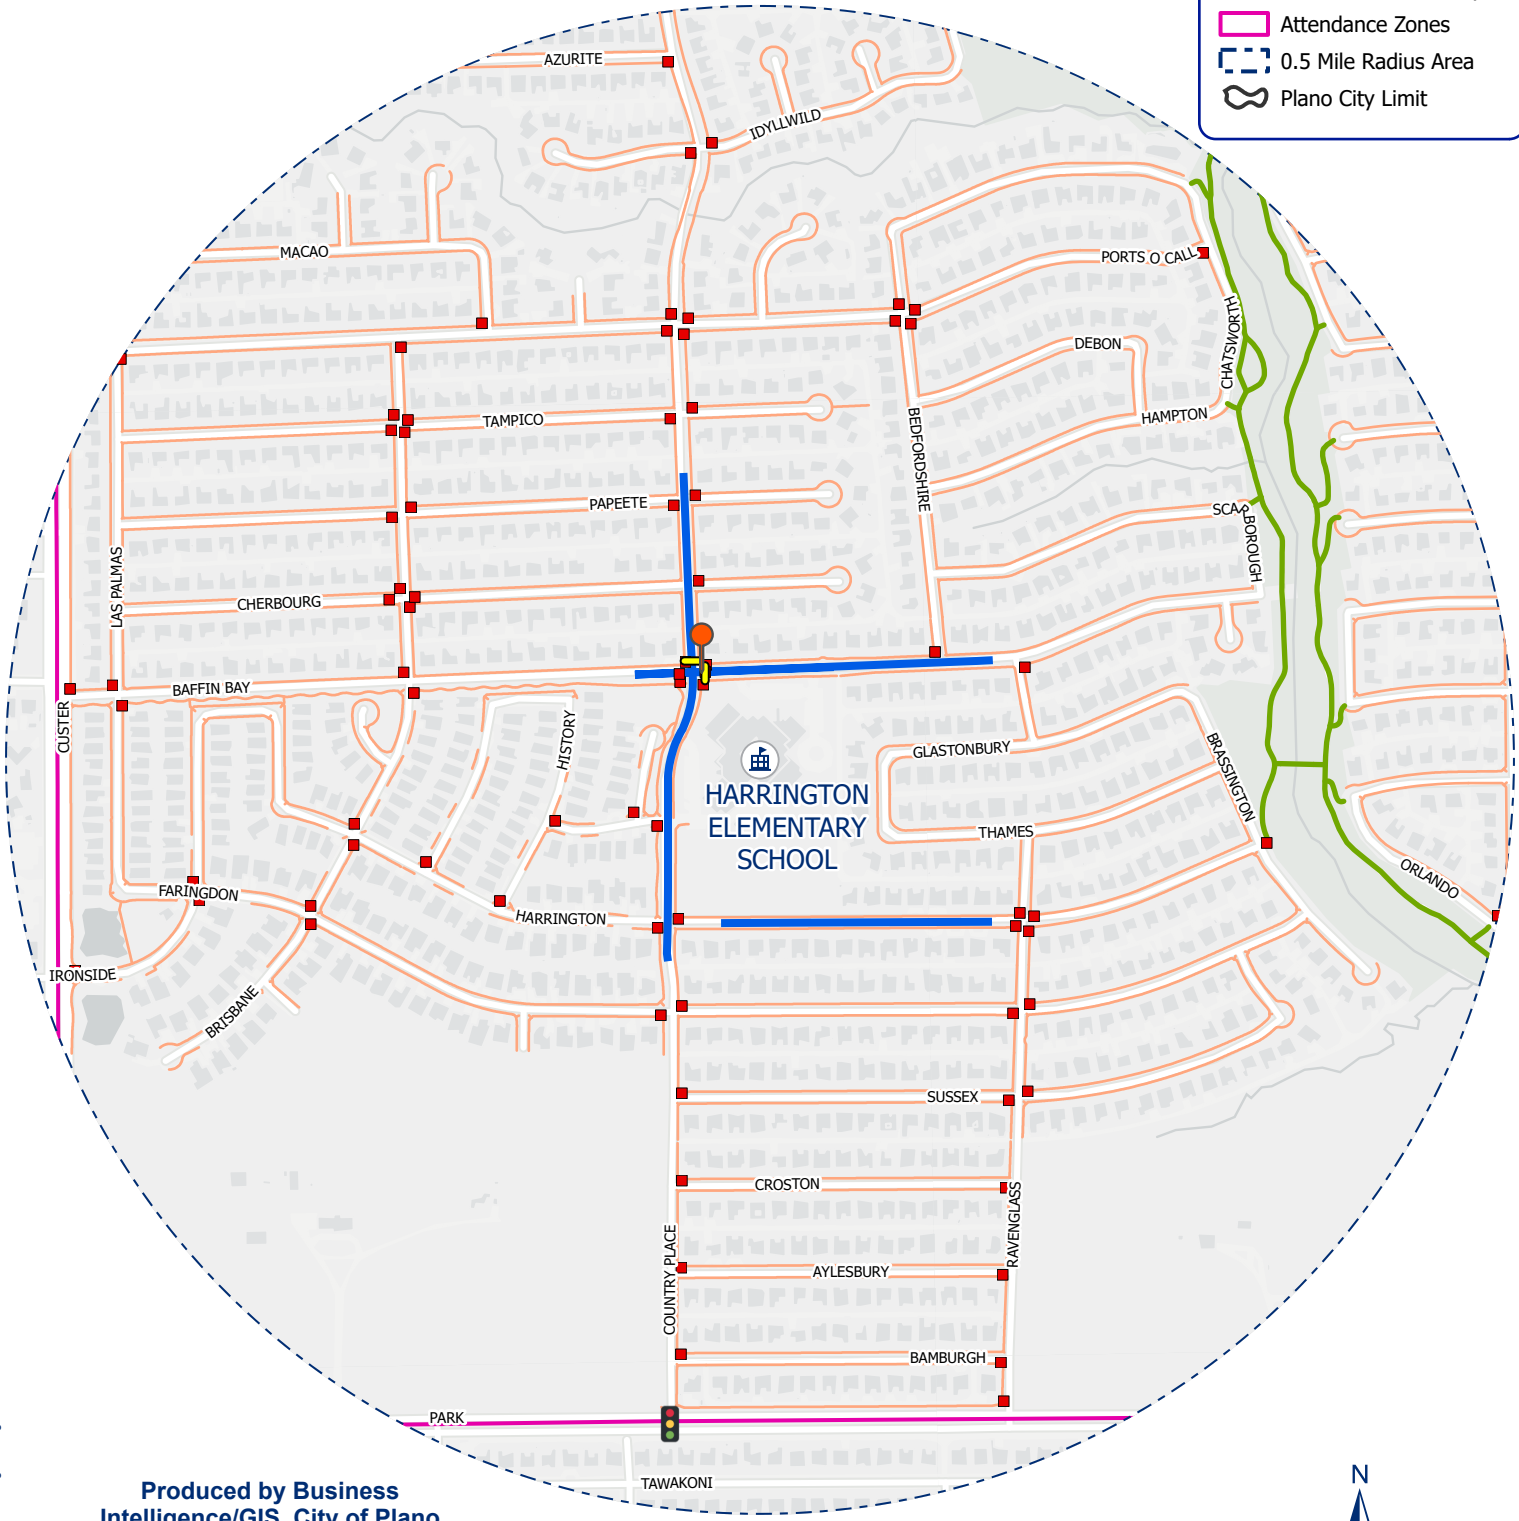 Attendance Zones
0.5 Mile Radius Area
Plano City Limit
AZURITE
IDYLLWILD
MACAO
PORTS O CALL
CHATSWORTH
DEBON
HAMPTON
TAMPICO
BEDFORDSHIRE
PAPEETE
SCARBOROUGH
LAS PALMAS
CHERBOURG
BAFFIN BAY
CUSTER
HISTORY
GLASTONBURY
BRASSINGTON
HARRINGTON
ELEMENTARY
SCHOOL
THAMES
ORLANDO
FARINGDON
HARRINGTON
IRONSIDE
BRISBANE
SUSSEX
CROSTON
RAVENGLASS
COUNTRY PLACE
AYLESBURY
BAMBURGH
PARK
TAWAKONI
N
Produced by Business
Intelligence/GIS, City of Plano